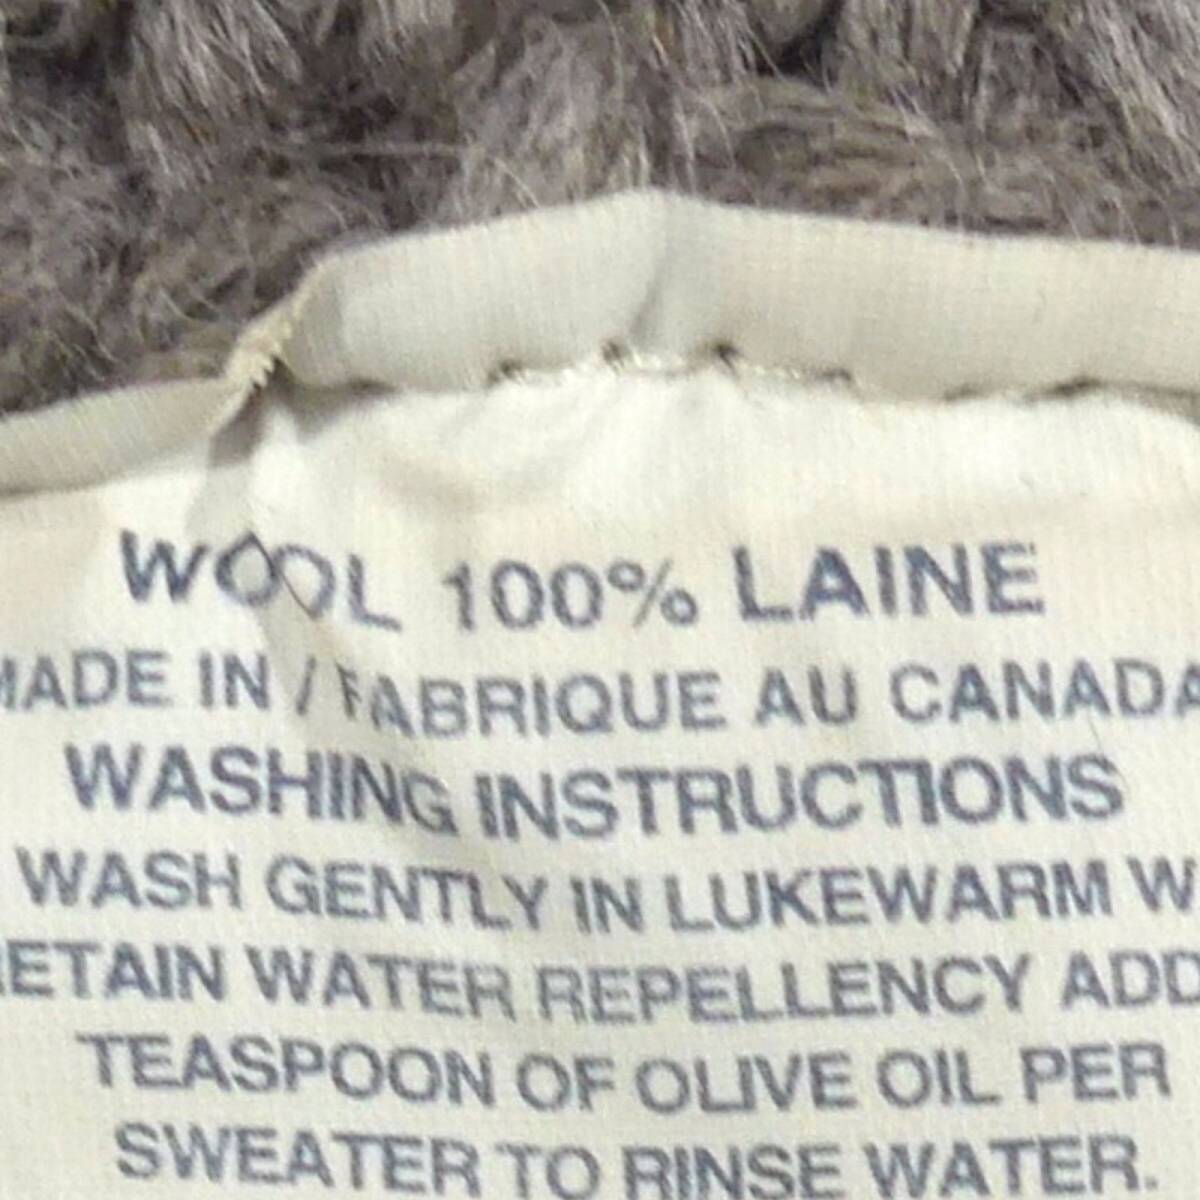 WOOL 100% LAINE
MADE IN / FABRIQUE AU CANADA
WASHING INSTRUCTIONS
WASH GENTLY IN LUKEWARM W
RETAIN WATER REPELLENCY ADD
TEASPOON OF OLIVE OIL PER
SWEATER TO RINSE WATER.